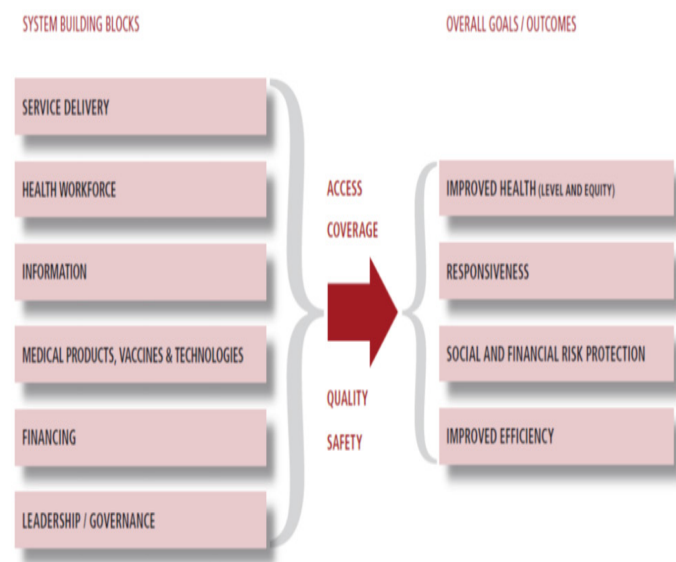 SYSTEM BUILDING BLOCKS
OVERALL GOALS / OUTCOMES
SERVICE DELIVERY
HEALTH WORKFORCE
INFORMATION
MEDICAL PRODUCTS, VACCINES & TECHNOLOGIES
FINANCING
LEADERSHIP / GOVERNANCE
ACCESS
COVERAGE
QUALITY
SAFETY
IMPROVED HEALTH (LEVEL AND EQUITY)
RESPONSIVENESS
SOCIAL AND FINANCIAL RISK PROTECTION
IMPROVED EFFICIENCY